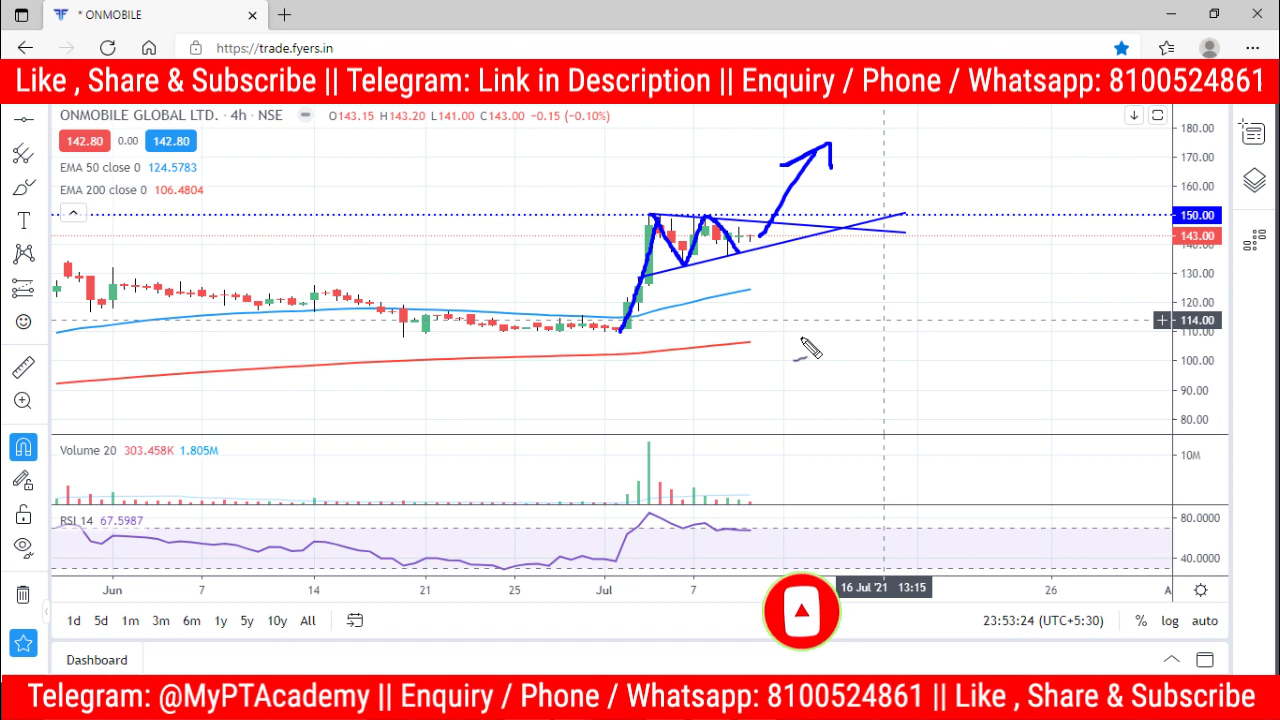 * ONMOBILE
https://trade.fyers.in
Like , Share & Subscribe || Telegram: Link in Description || Enquiry / Phone / Whatsapp: 8100524861
ONMOBILE GLOBAL LTD. · 4h · NSE O143.15 H143.20 L141.00 C143.00 −0.15 (−0.10%)
142.80 0.00 142.80
EMA 50 close 0 124.5783
EMA 200 close 0 106.4804
180.00
170.00
160.00
150.00
143.00
140.00
130.00
120.00
114.00
110.00
100.00
90.00
80.00
Volume 20 303.458K 1.805M
10M
RSI 14 67.5987
80.0000
40.0000
Jun 7 14 21 25 Jul 7 16 Jul '21 13:15 26 A
1d 5d 1m 3m 6m 1y 5y 10y All 23:53:24 (UTC+5:30) % log auto
Dashboard
Telegram: @MyPTAcademy || Enquiry / Phone / Whatsapp: 8100524861 || Like , Share & Subscribe